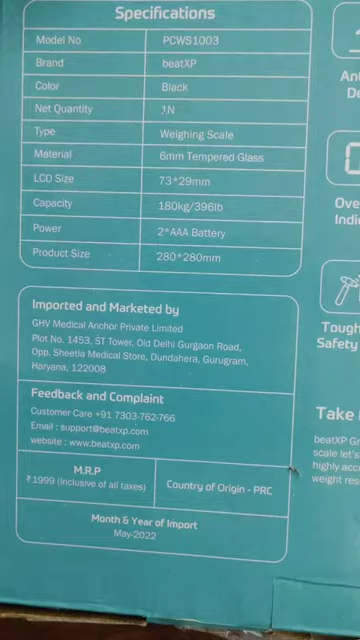 Specifications
Model No PCWS1003
Brand beatXP
Color Black
Net Quantity 1N
Type Weighing Scale
Material 6mm Tempered Glass
LCD Size 73*29mm
Capacity 180kg/396lb
Power 2*AAA Battery
Product Size 280*280mm
Imported and Marketed by
GHV Medical Anchor Private Limited
Plot No. 1453, ST Tower, Old Delhi Gurgaon Road,
Opp. Sheetla Medical Store, Dundahera, Gurugram,
Haryana, 122008
Feedback and Complaint
Customer Care +91 7303-762-766
Email : support@beatxp.com
website : www.beatxp.com
M.R.P
₹1999 (Inclusive of all taxes)
Country of Origin - PRC
Month & Year of Import
May-2022
Ove
Indi
Tough
Safety
Take
beatXP Gr
scale let's
highly accu
weight res